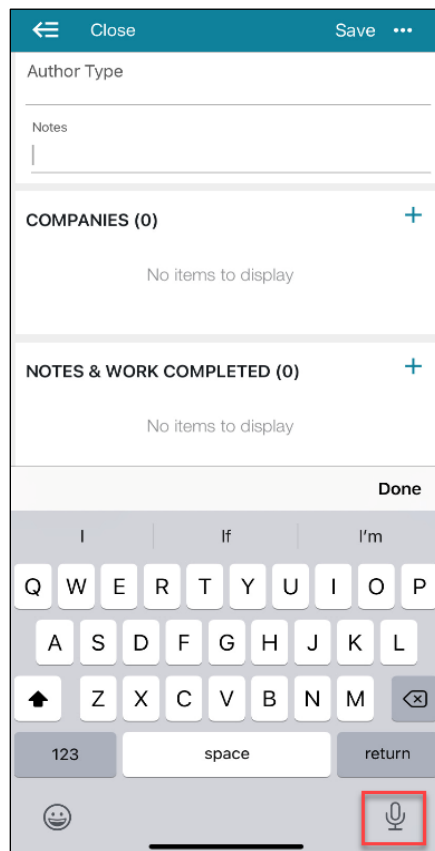 Close Save •••
Author Type
Notes
COMPANIES (0) +
No items to display
NOTES & WORK COMPLETED (0) +
No items to display
Done
I If I'm
Q W E R T Y U I O P
A S D F G H J K L
Z X C V B N M
123 space return